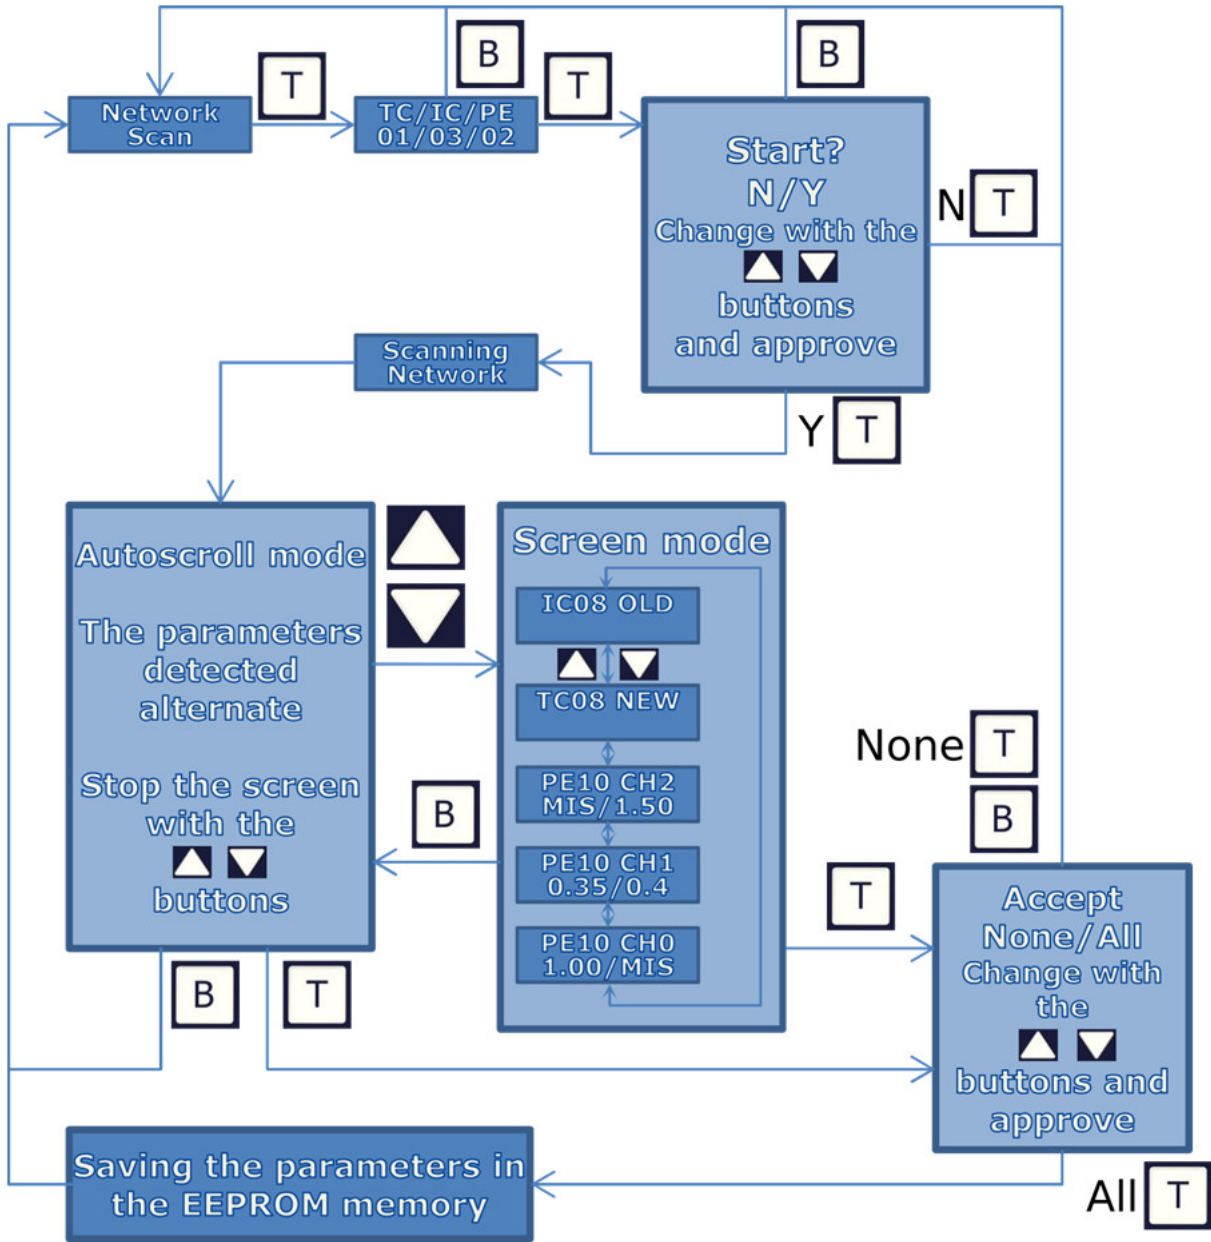 B
B
T
T
Network
Scan
TC/IC/PE
01/03/02
Start?
N/Y
Change with the
buttons
and approve
N
T
Scanning
Network
Y
T
Autoscroll mode
The parameters
detected
alternate
Stop the screen
with the
buttons
Screen mode
IC08 OLD
TC08 NEW
PE10 CH2
MIS/1.50
PE10 CH1
0.35/0.4
PE10 CH0
1.00/MIS
B
None
T
B
T
Accept
None/All
Change with
the
buttons and
approve
B
T
Saving the parameters in
the EEPROM memory
All
T